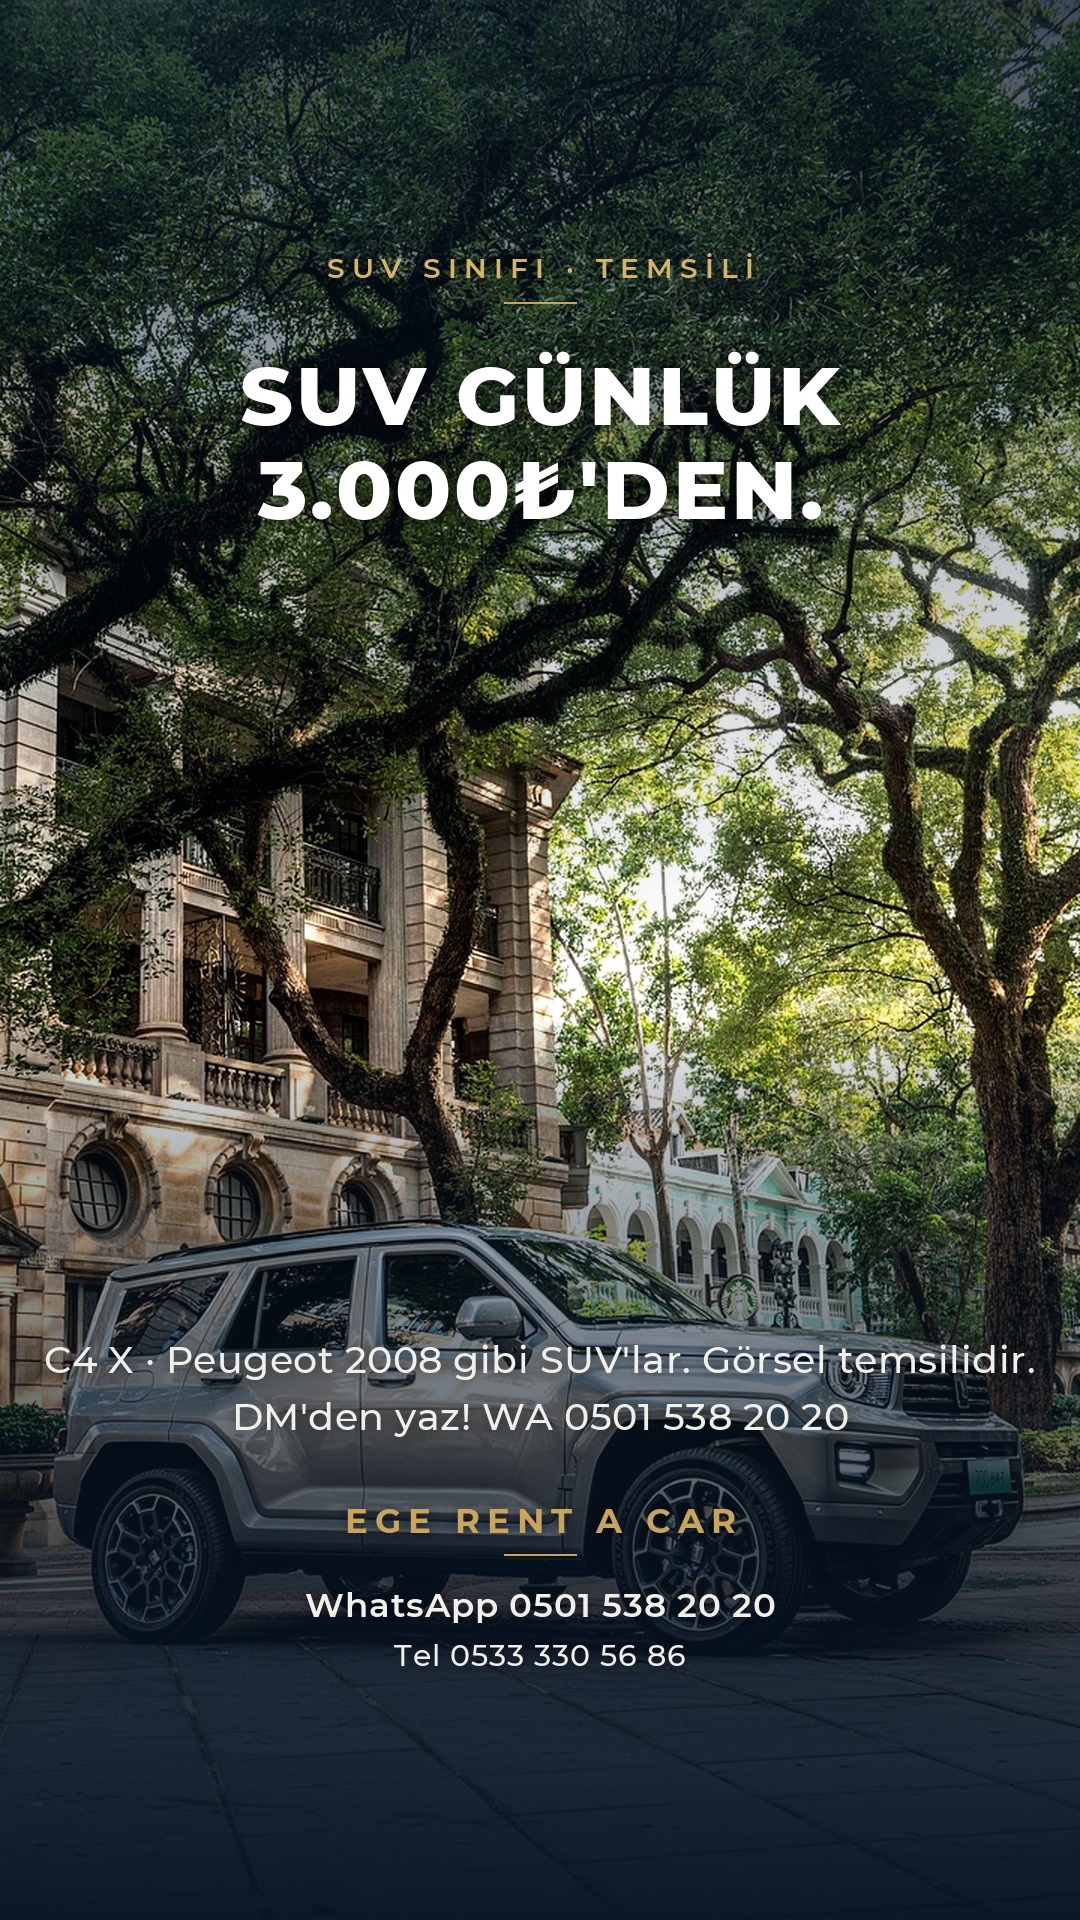 SUV SINIFI · TEMSİLİ
SUV GÜNLÜK
3.000₺'DEN.
C4 X · Peugeot 2008 gibi SUV'lar. Görsel temsilidir.
DM'den yaz! WA 0501 538 20 20
EGE RENT A CAR
WhatsApp 0501 538 20 20
Tel 0533 330 56 86